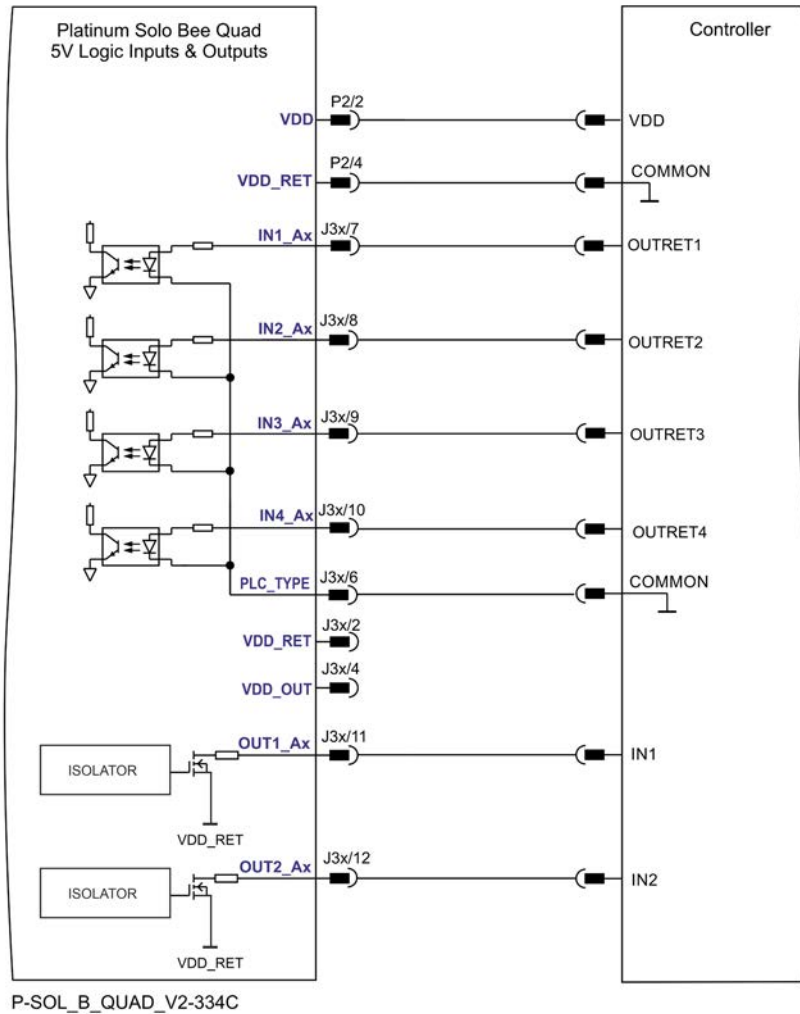 Platinum Solo Bee Quad
5V Logic Inputs & Outputs
Controller
VDD P2/2 VDD
VDD_RET P2/4 COMMON
IN1_Ax J3x/7 OUTRET1
IN2_Ax J3x/8 OUTRET2
IN3_Ax J3x/9 OUTRET3
IN4_Ax J3x/10 OUTRET4
PLC_TYPE J3x/6 COMMON
VDD_RET J3x/2
VDD_OUT J3x/4
OUT1_Ax J3x/11 IN1
ISOLATOR
VDD_RET
OUT2_Ax J3x/12 IN2
ISOLATOR
VDD_RET
P-SOL_B_QUAD_V2-334C